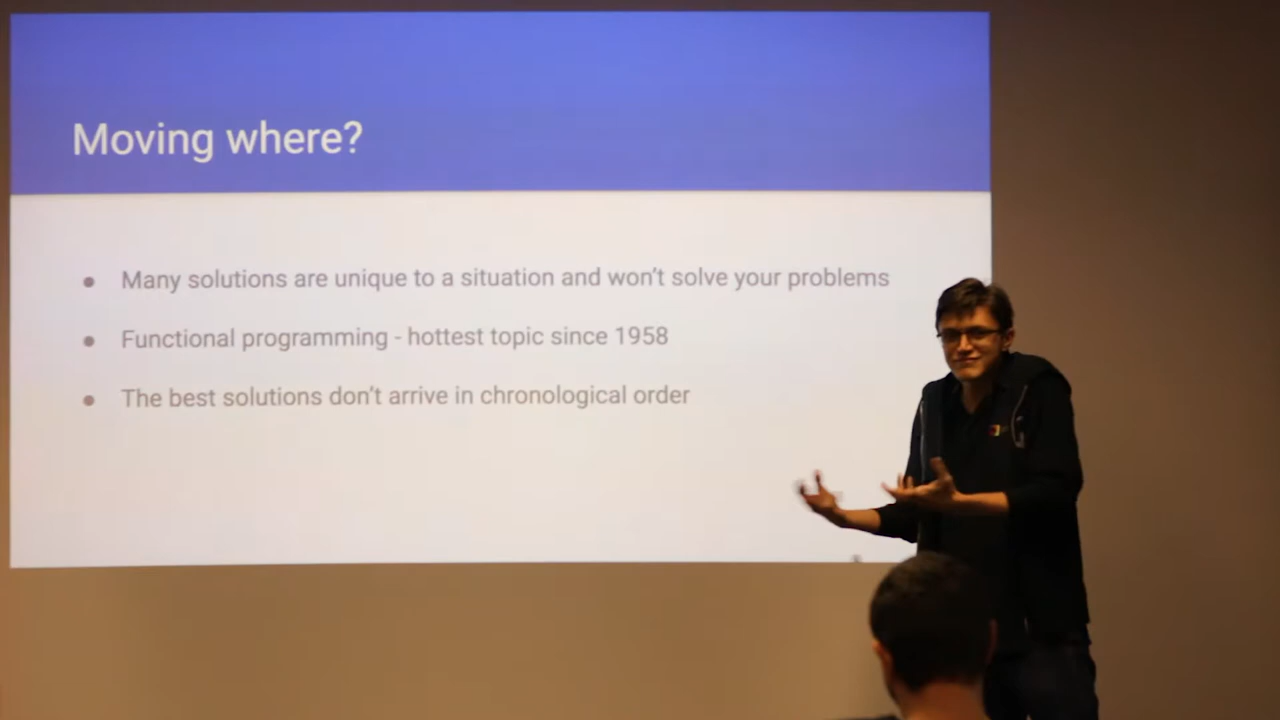 Moving where?
Many solutions are unique to a situation and won't solve your problems
Functional programming - hottest topic since 1958
The best solutions don't arrive in chronological order